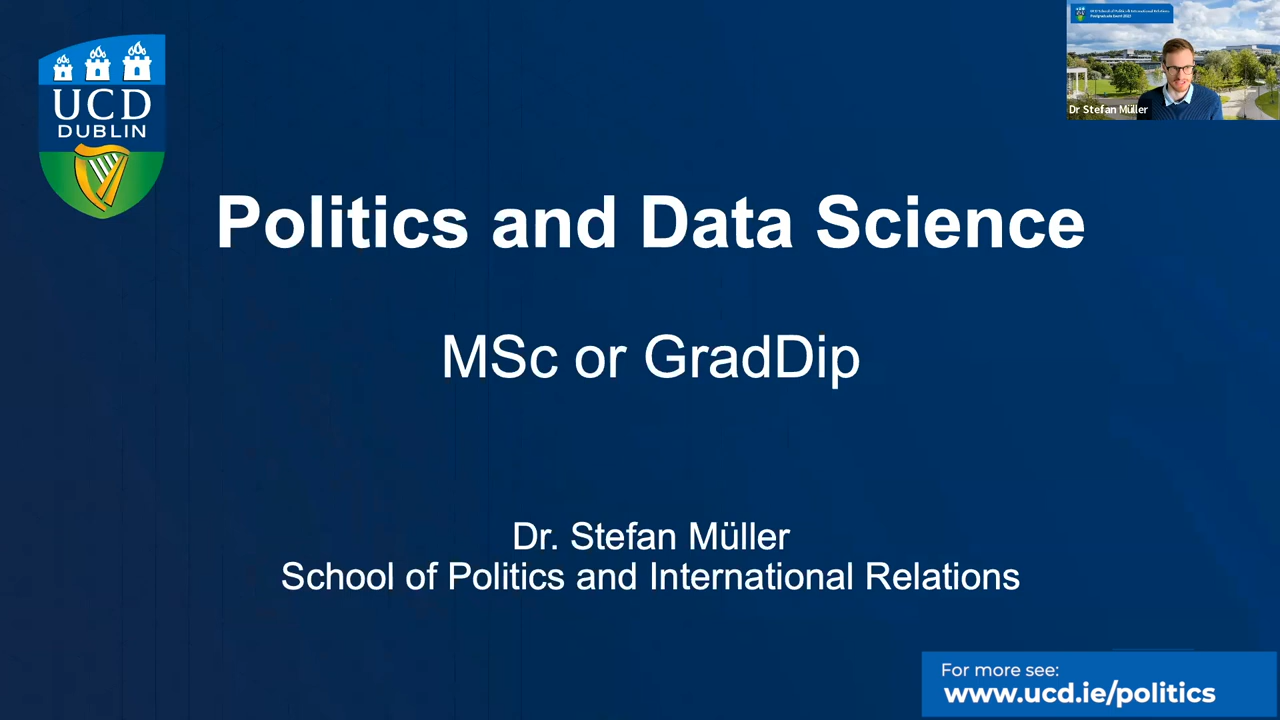 UCD
DUBLIN
Dr Stefan Müller
Politics and Data Science
MSc or GradDip
Dr. Stefan Müller
School of Politics and International Relations
For more see:
www.ucd.ie/politics